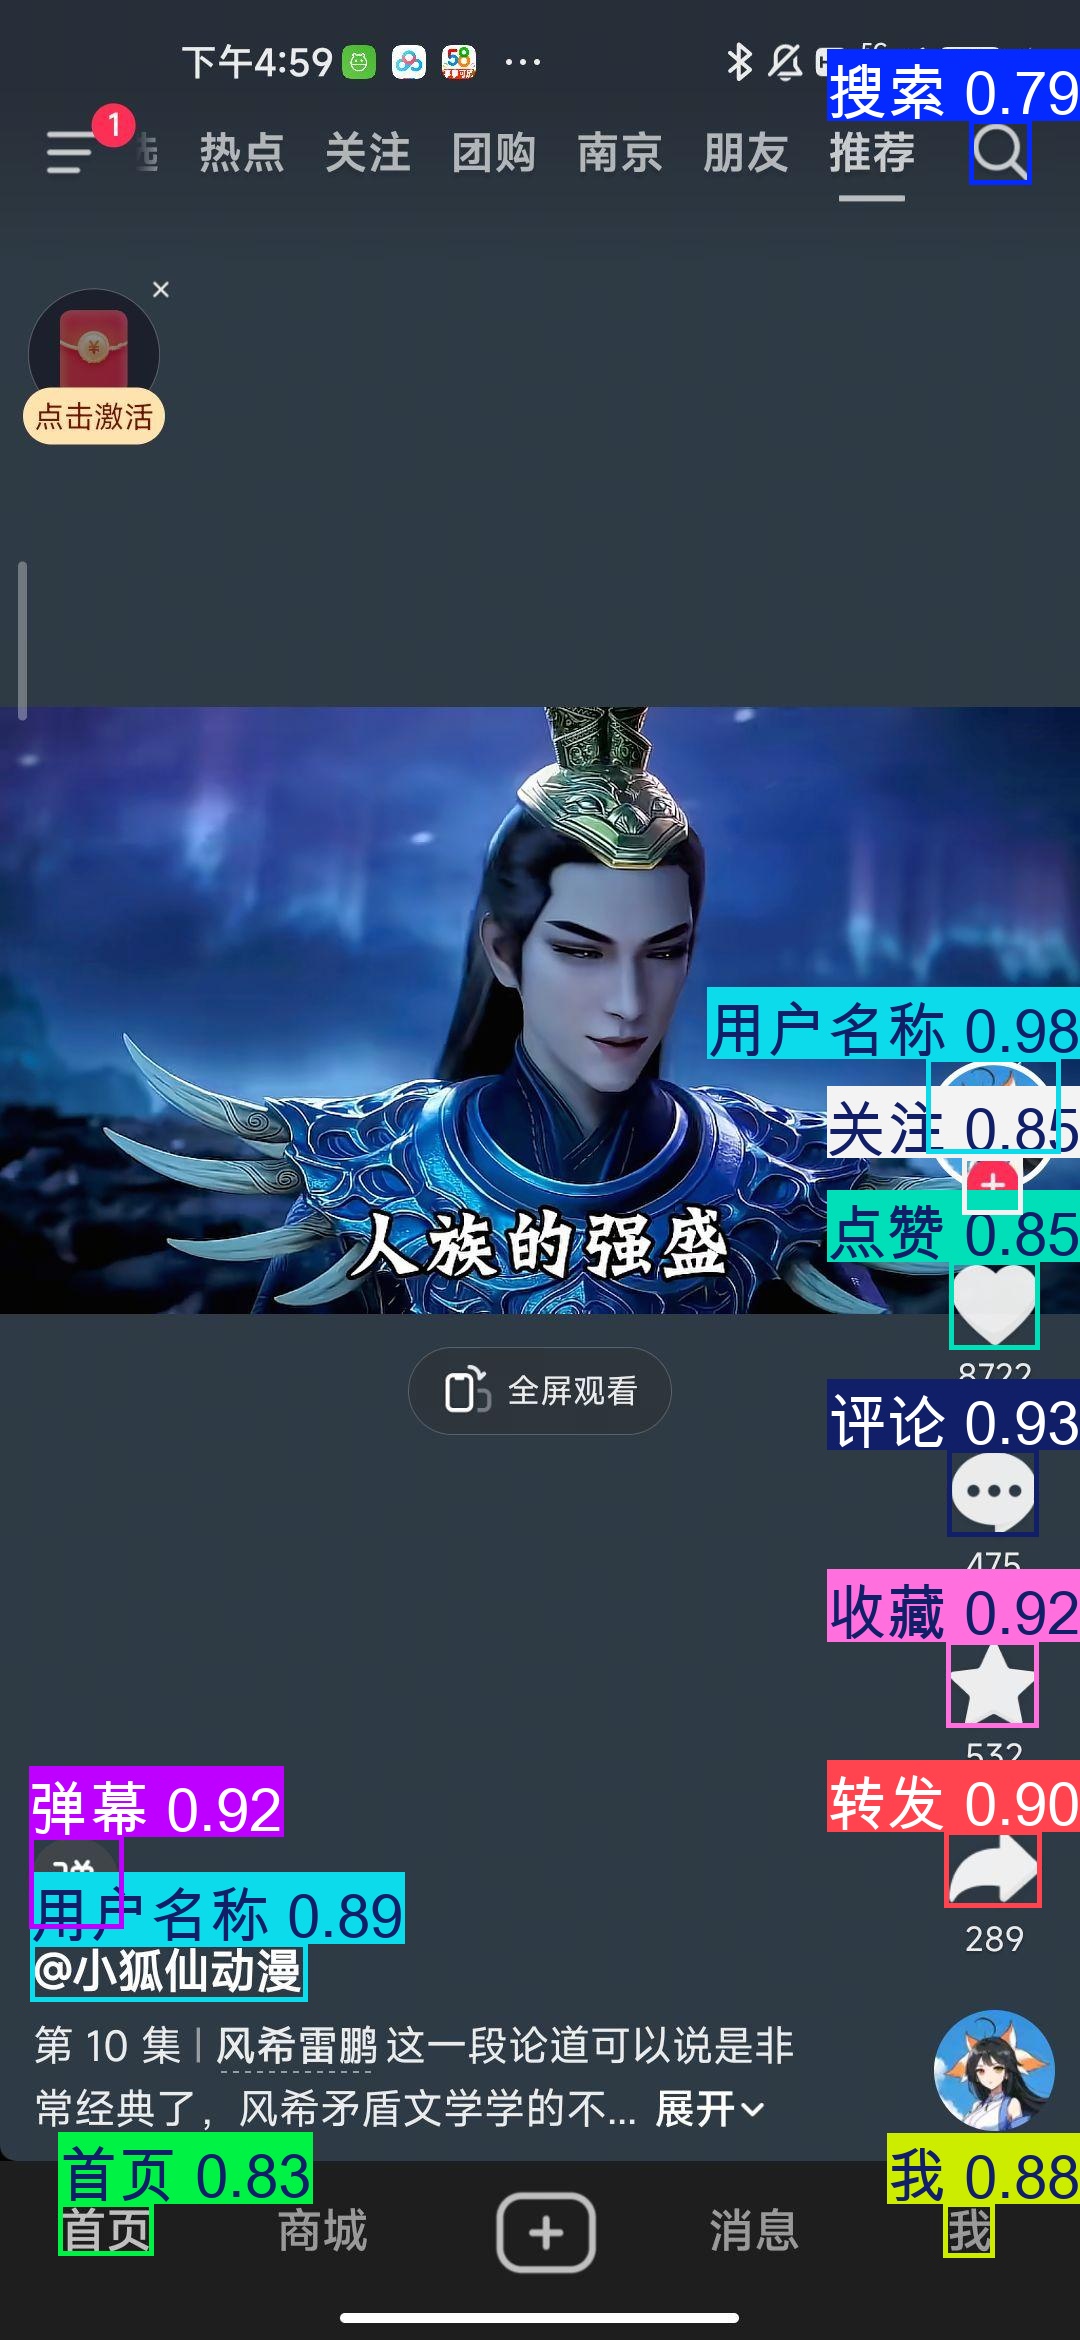 下午4:59
58
搜索 0.79
1
热点 关注 团购 南京 朋友 推荐
点击激活
用户名称 0.98
关注 0.85
人族的强盛
点赞 0.85
8722
全屏观看
评论 0.93
475
收藏 0.92
532
弹幕 0.92
转发 0.90
用户名称 0.89
289
@小狐仙动漫
第 10 集 | 风希雷鹏 这一段论道可以说是非
常经典了，风希矛盾文学学的不... 展开
首页 0.83
我 0.88
首页 商城 消息 我